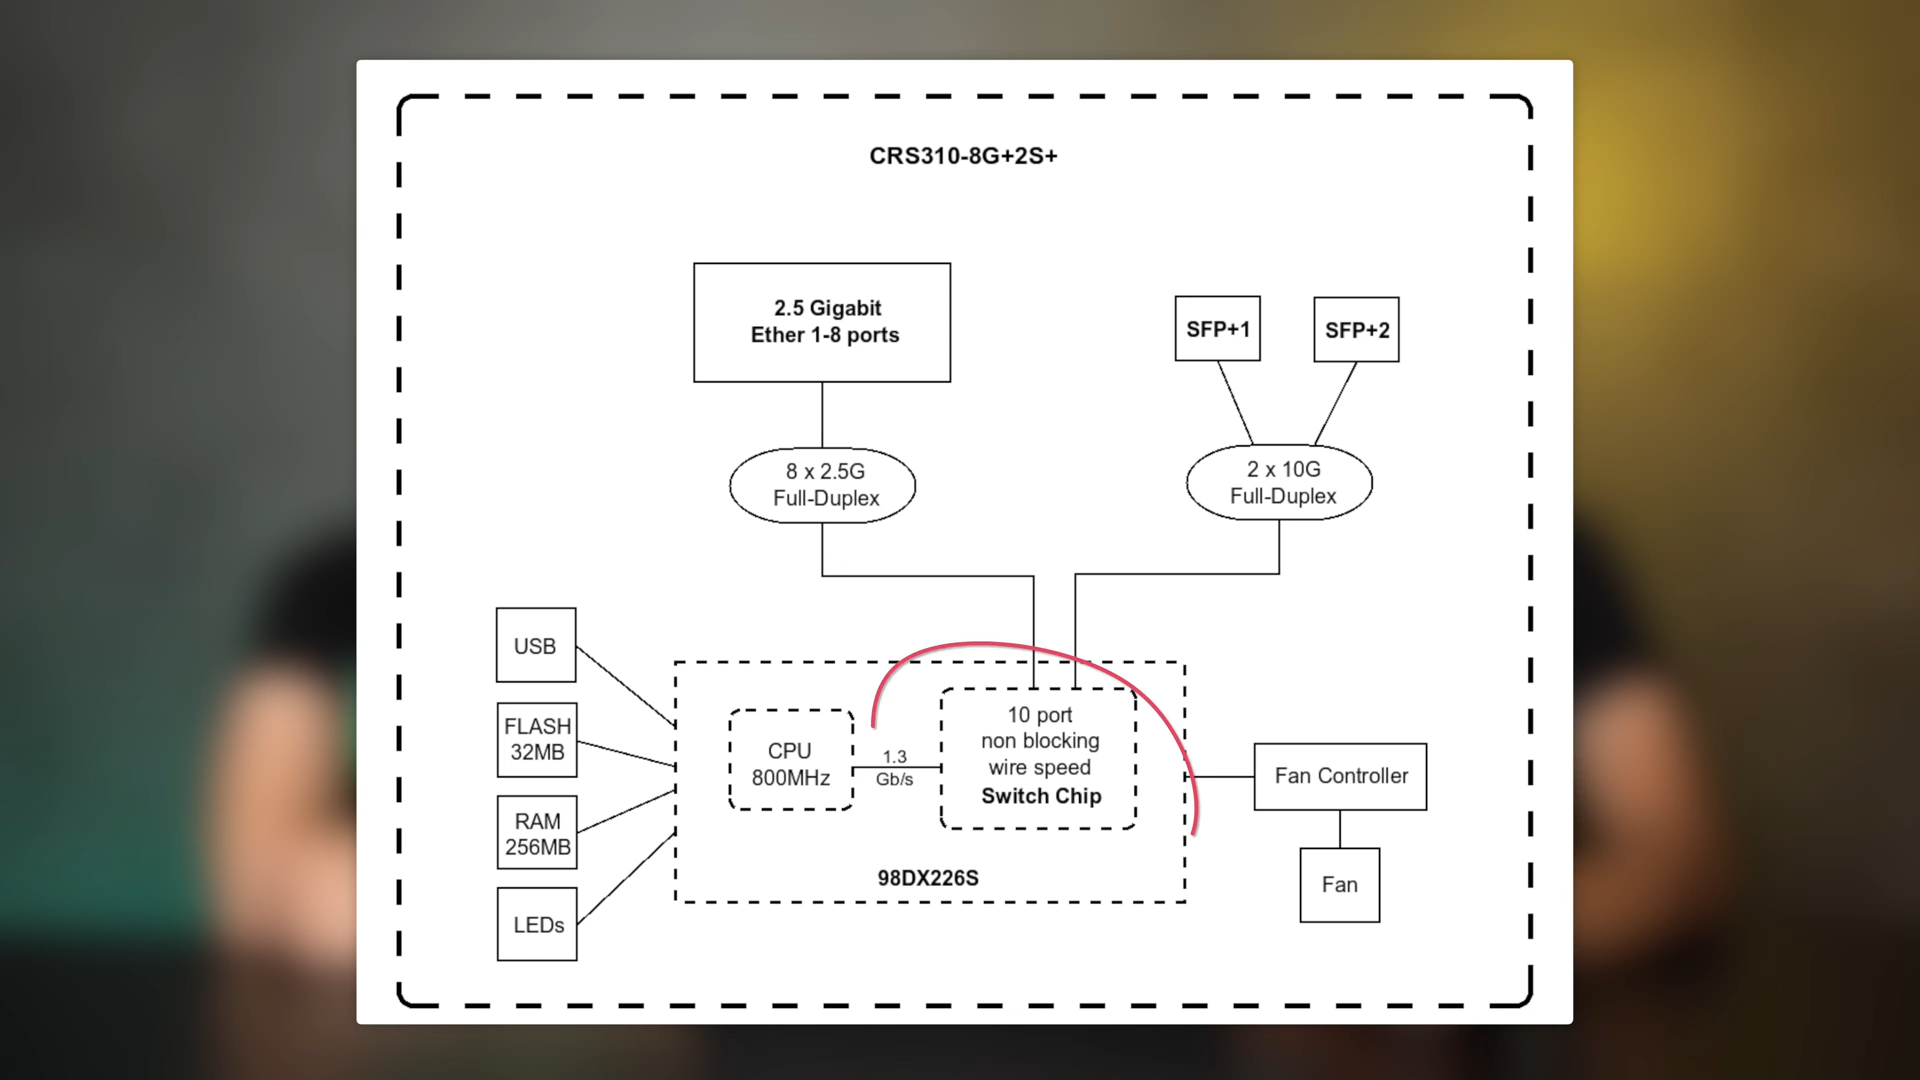 CRS310-8G+2S+
2.5 Gigabit
Ether 1-8 ports
SFP+1
SFP+2
8 x 2.5G
Full-Duplex
2 x 10G
Full-Duplex
USB
FLASH
32MB
RAM
256MB
LEDs
CPU
800MHz
1.3
Gb/s
10 port
non blocking
wire speed
Switch Chip
98DX226S
Fan Controller
Fan